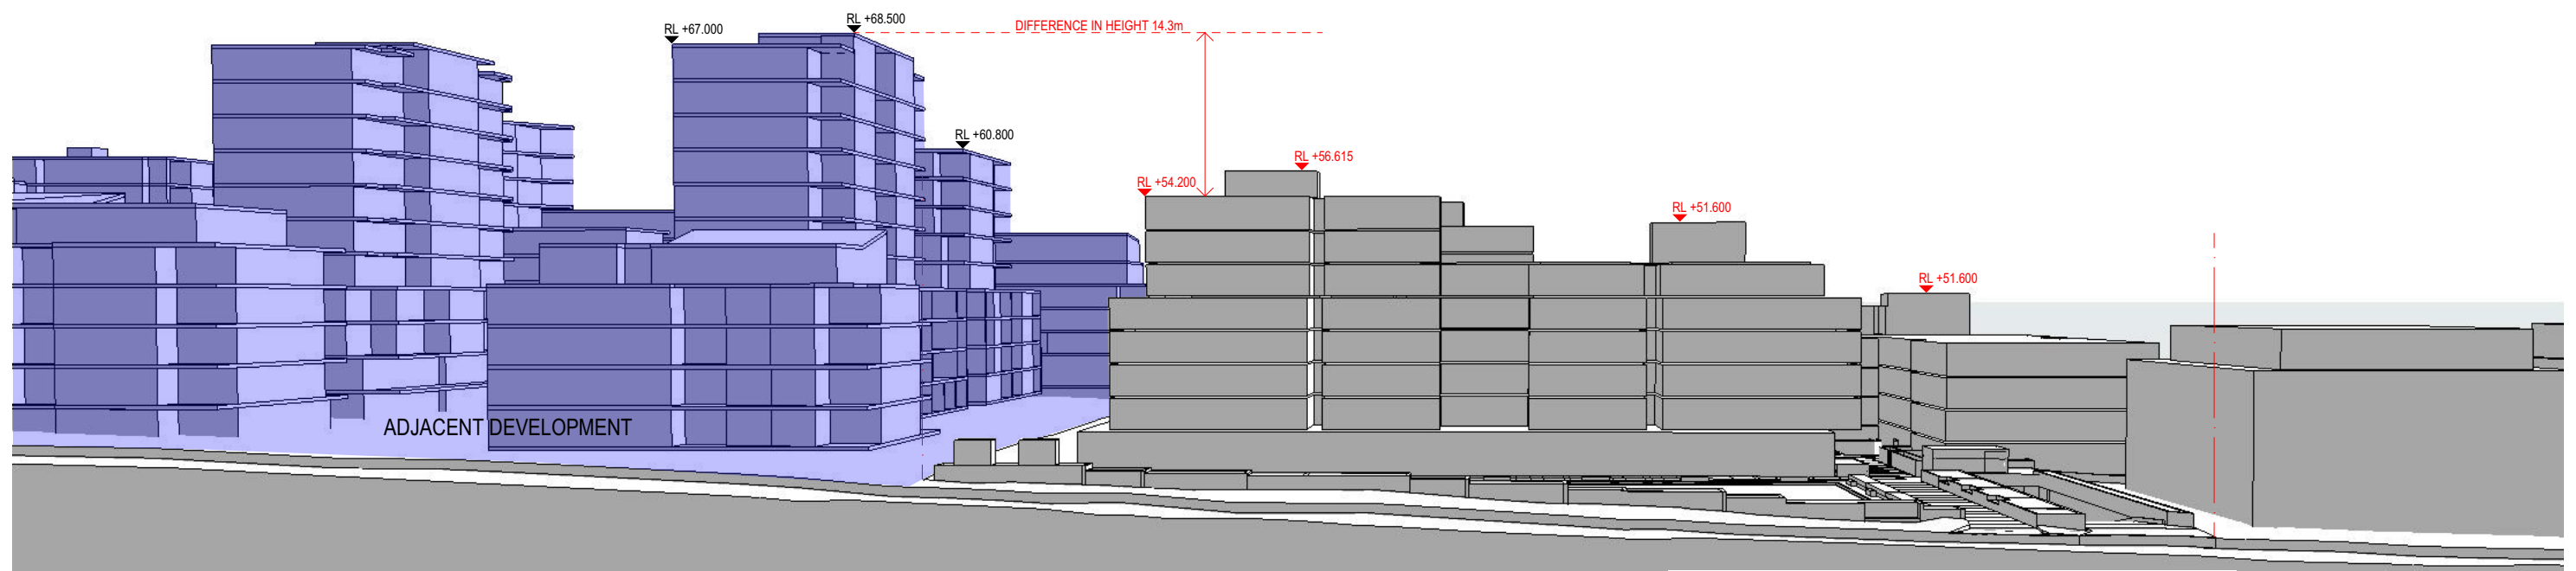 RL +68.500
DIFFERENCE IN HEIGHT 14.3m
RL +67.000
RL +60.800
RL +56.615
RL +54.200
RL +51.600
RL +51.600
ADJACENT DEVELOPMENT